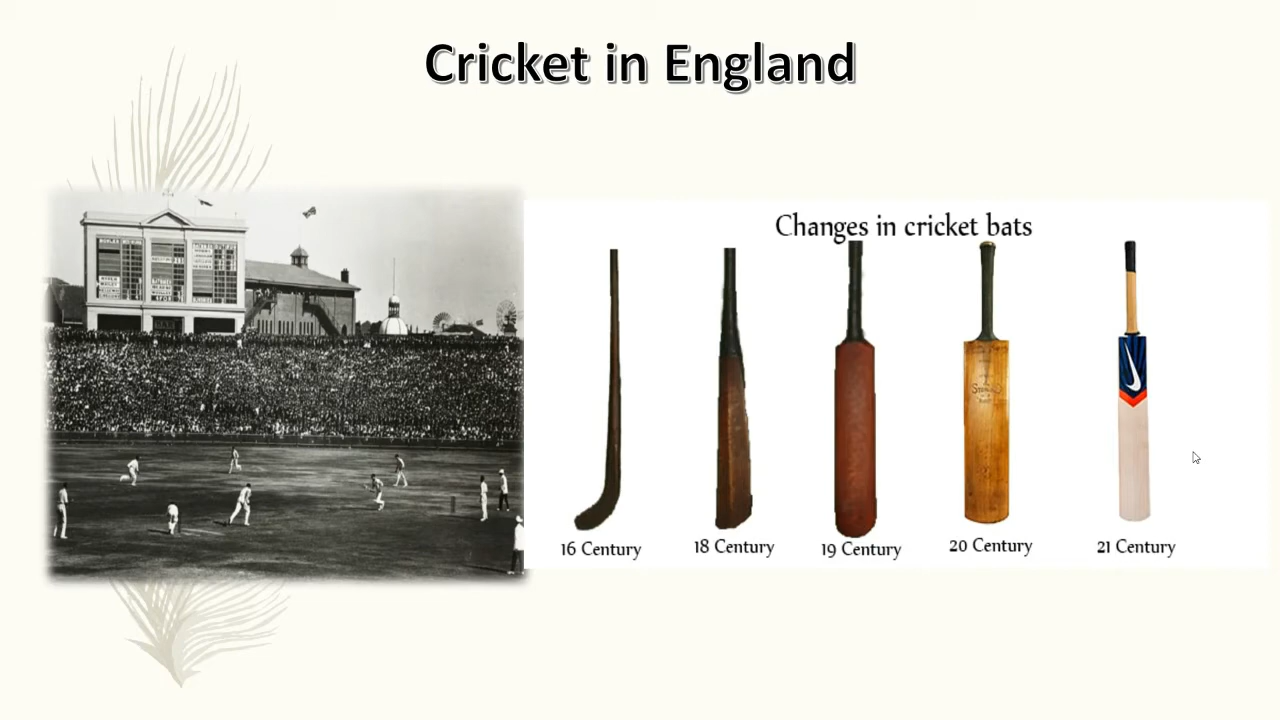 Cricket in England
Changes in cricket bats
16 Century
18 Century
19 Century
20 Century
21 Century